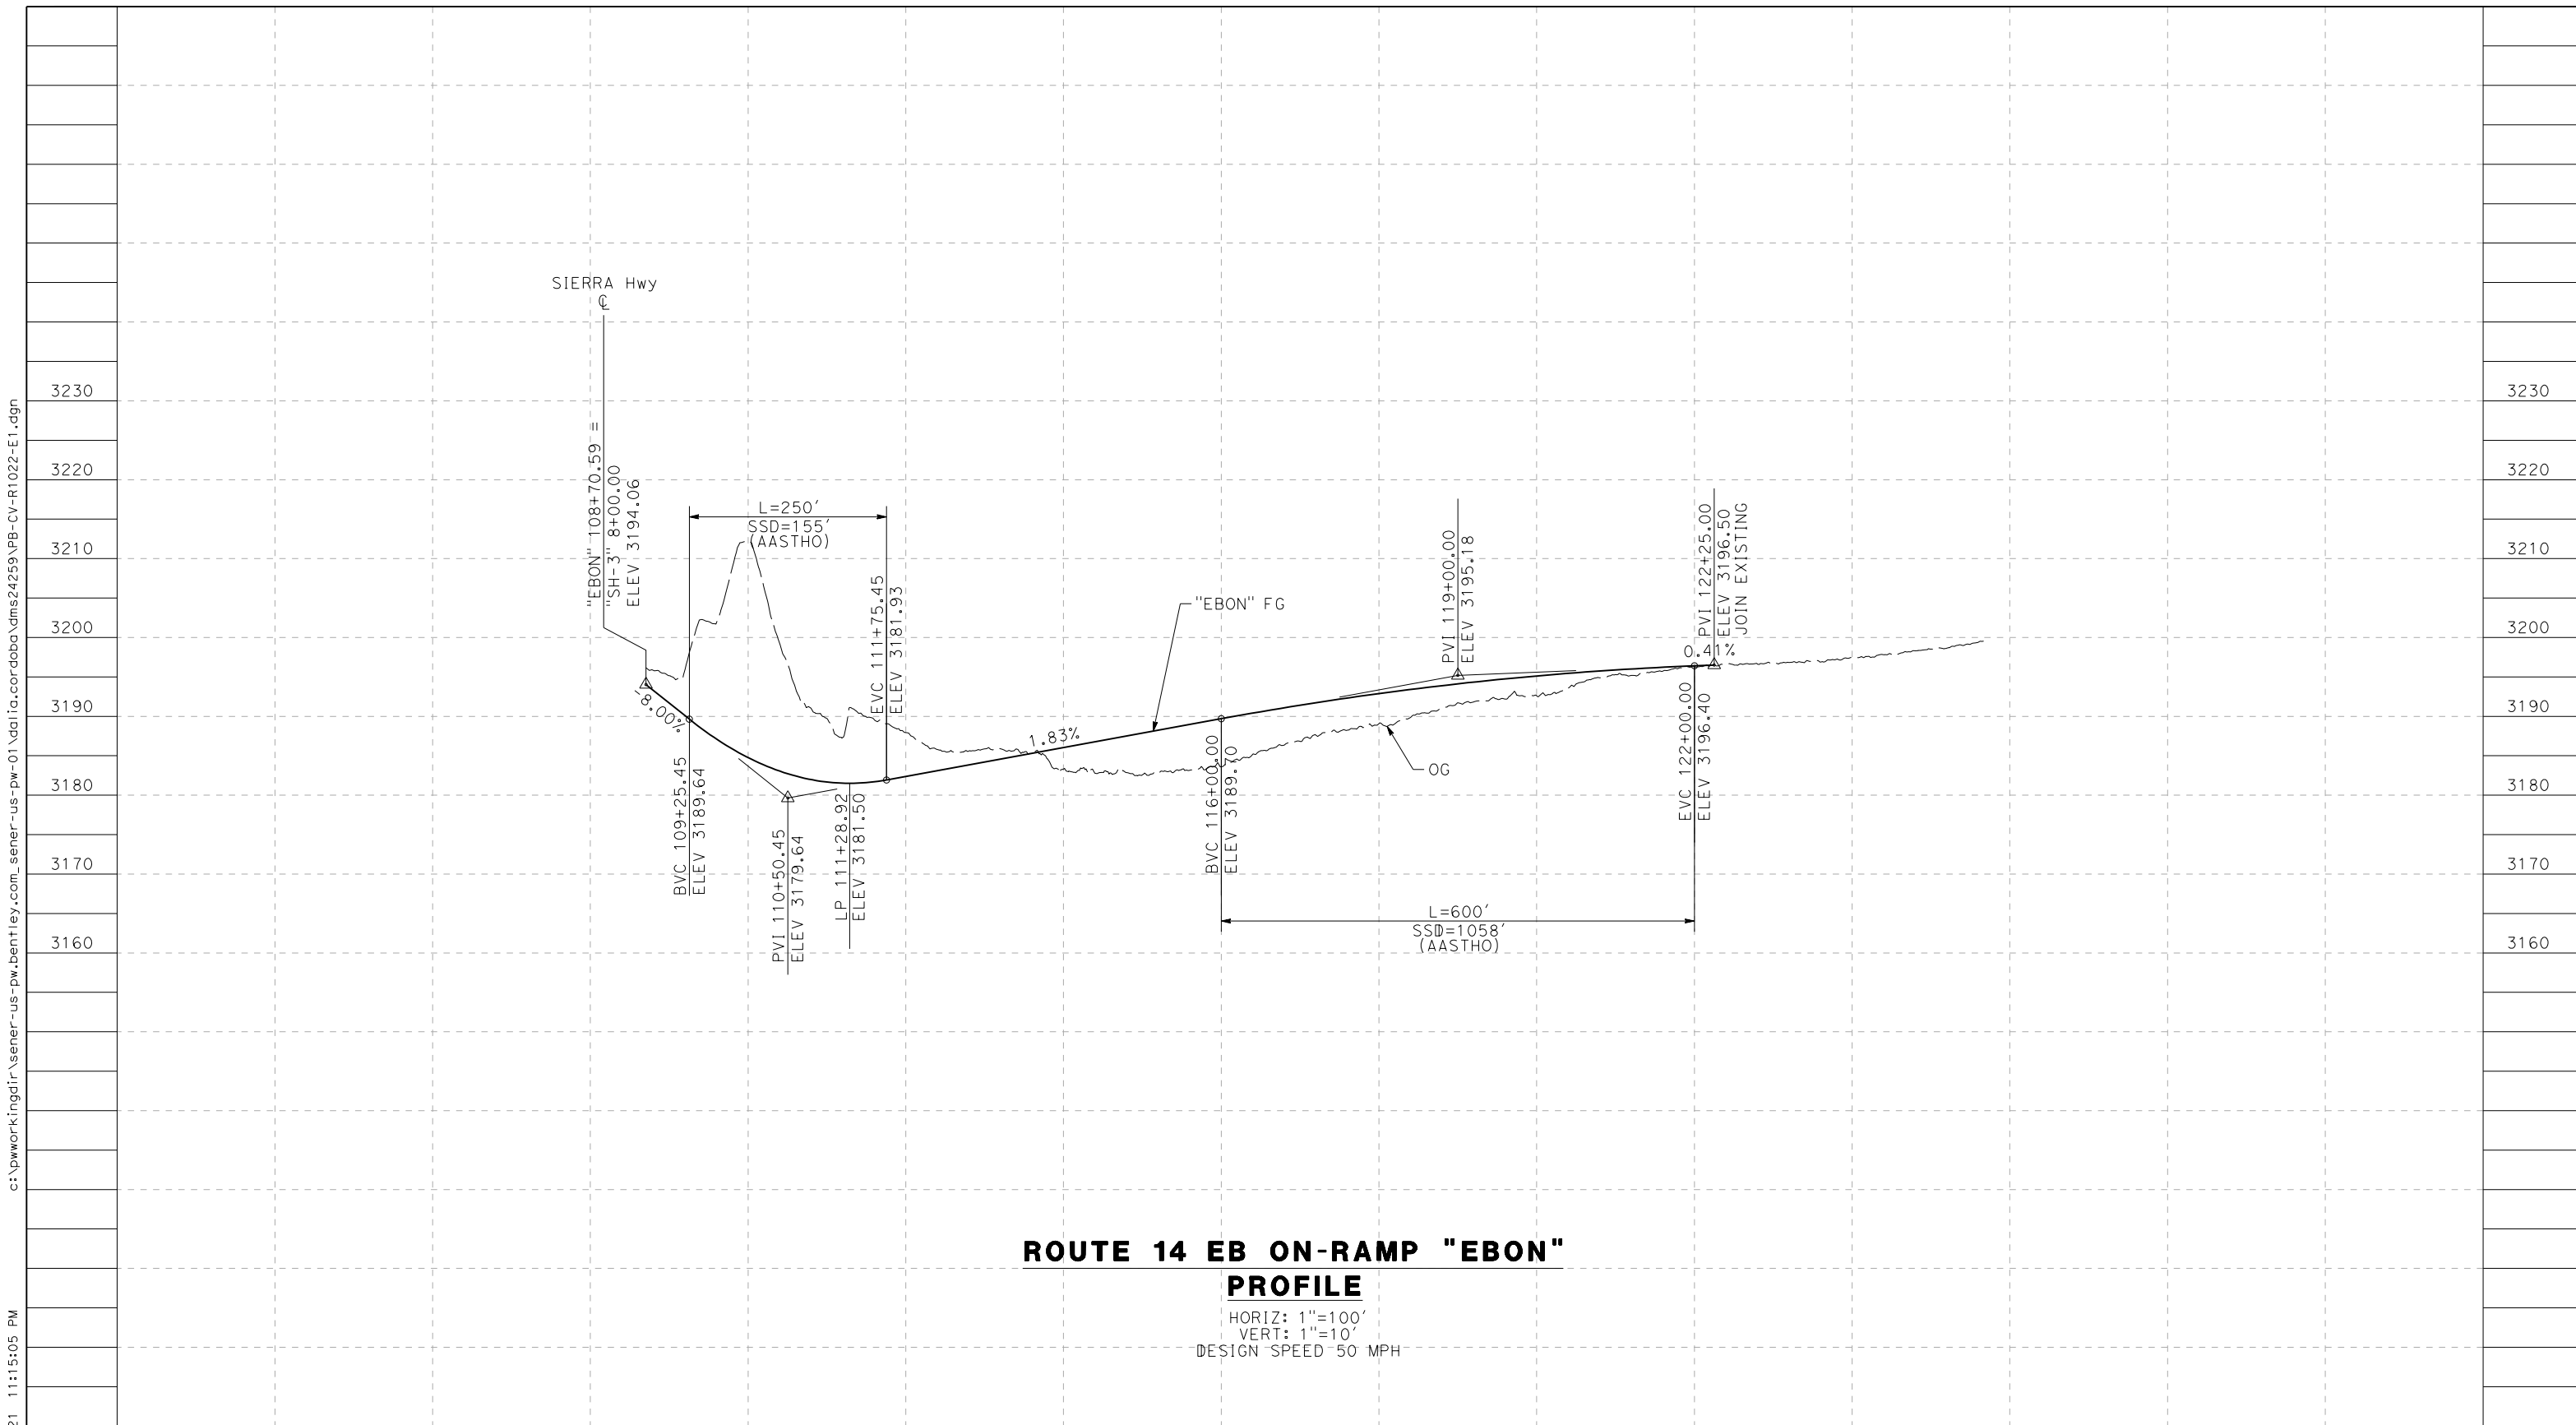 SIERRA Hwy
℄
"EBON" 108+70.59 =
"SH-3" 8+00.00
ELEV 3194.06
L=250'
SSD=155'
(AASTHO)
EVC 111+75.45
ELEV 3181.93
"EBON" FG
PVI 119+00.00
ELEV 3195.18
PVI 122+25.00
ELEV 3196.50
JOIN EXISTING
0.41%
-8.00%
1.83%
OG
BVC 109+25.45
ELEV 3189.64
PVI 110+50.45
ELEV 3179.64
LP 111+28.92
ELEV 3181.50
BVC 116+00.00
ELEV 3189.70
EVC 122+00.00
ELEV 3196.40
L=600'
SSD=1058'
(AASTHO)
3230
3220
3210
3200
3190
3180
3170
3160
3230
3220
3210
3200
3190
3180
3170
3160
ROUTE 14 EB ON-RAMP "EBON"
PROFILE
HORIZ: 1"=100'
VERT: 1"=10'
DESIGN SPEED 50 MPH
c:\pwworkingdir\sener-us-pw.bentley.com_sener-us-pw-01\dalia.cordoba\dms24259\PB-CV-R1022-E1.dgn
21 11:15:05 PM